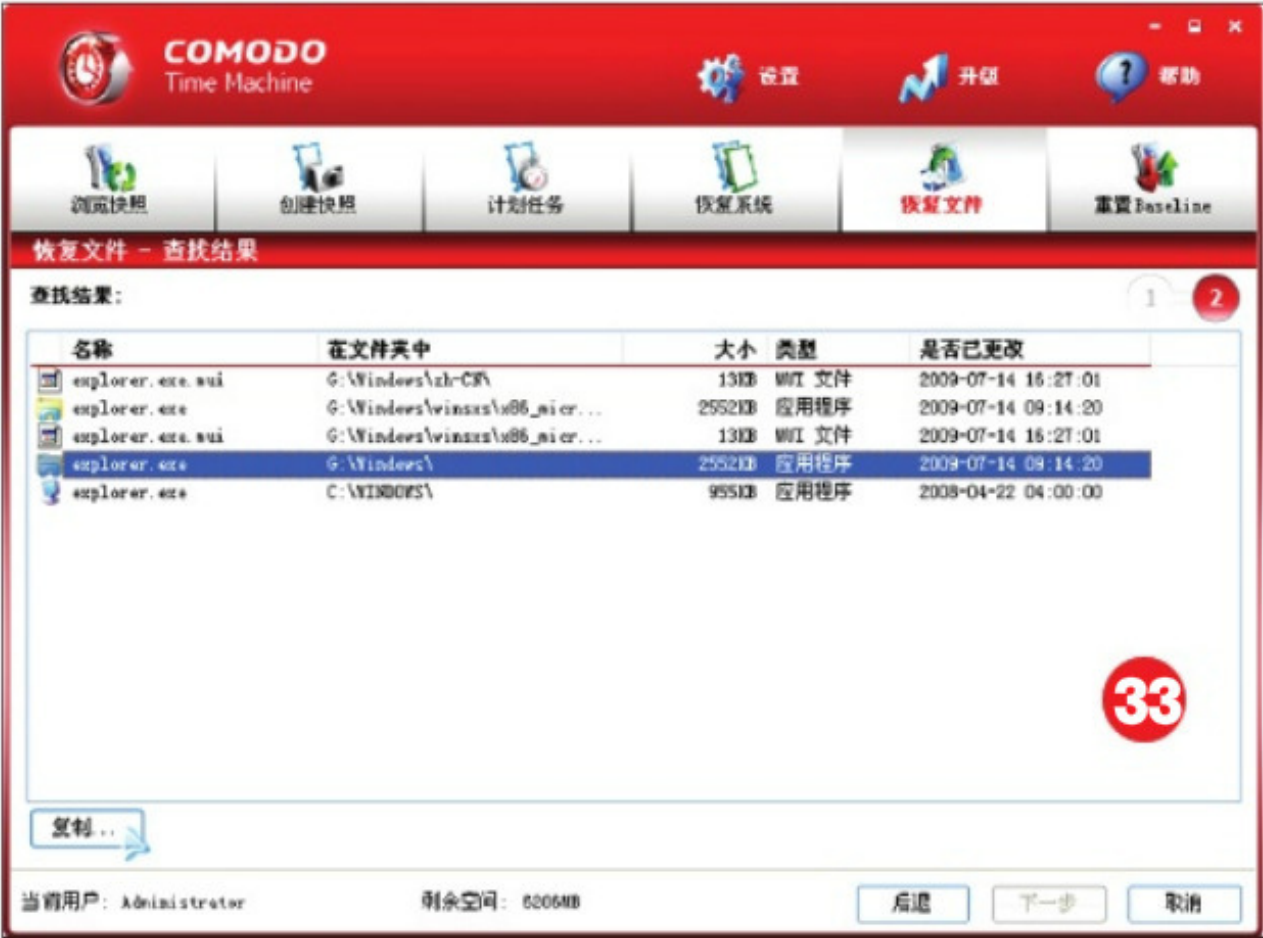 COMODO
Time Machine
设置
升级
帮助
浏览快照
创建快照
计划任务
恢复系统
恢复文件
重置Baseline
恢复文件 - 查找结果
查找结果:
1
2
名称 在文件夹中 大小 类型 是否已更改
explorer.exe.mui G:\Windows\zh-CN\ 13KB MUI 文件 2009-07-14 16:27:01
explorer.exe G:\Windows\winsxs\x86_micr... 2552KB 应用程序 2009-07-14 09:14:20
explorer.exe.mui G:\Windows\winsxs\x86_micr... 13KB MUI 文件 2009-07-14 16:27:01
explorer.exe G:\Windows\ 2552KB 应用程序 2009-07-14 09:14:20
explorer.exe C:\WINDOWS\ 955KB 应用程序 2008-04-22 04:00:00
33
复制...
当前用户: Administrator 剩余空间: 6206MB
后退
下一步
取消